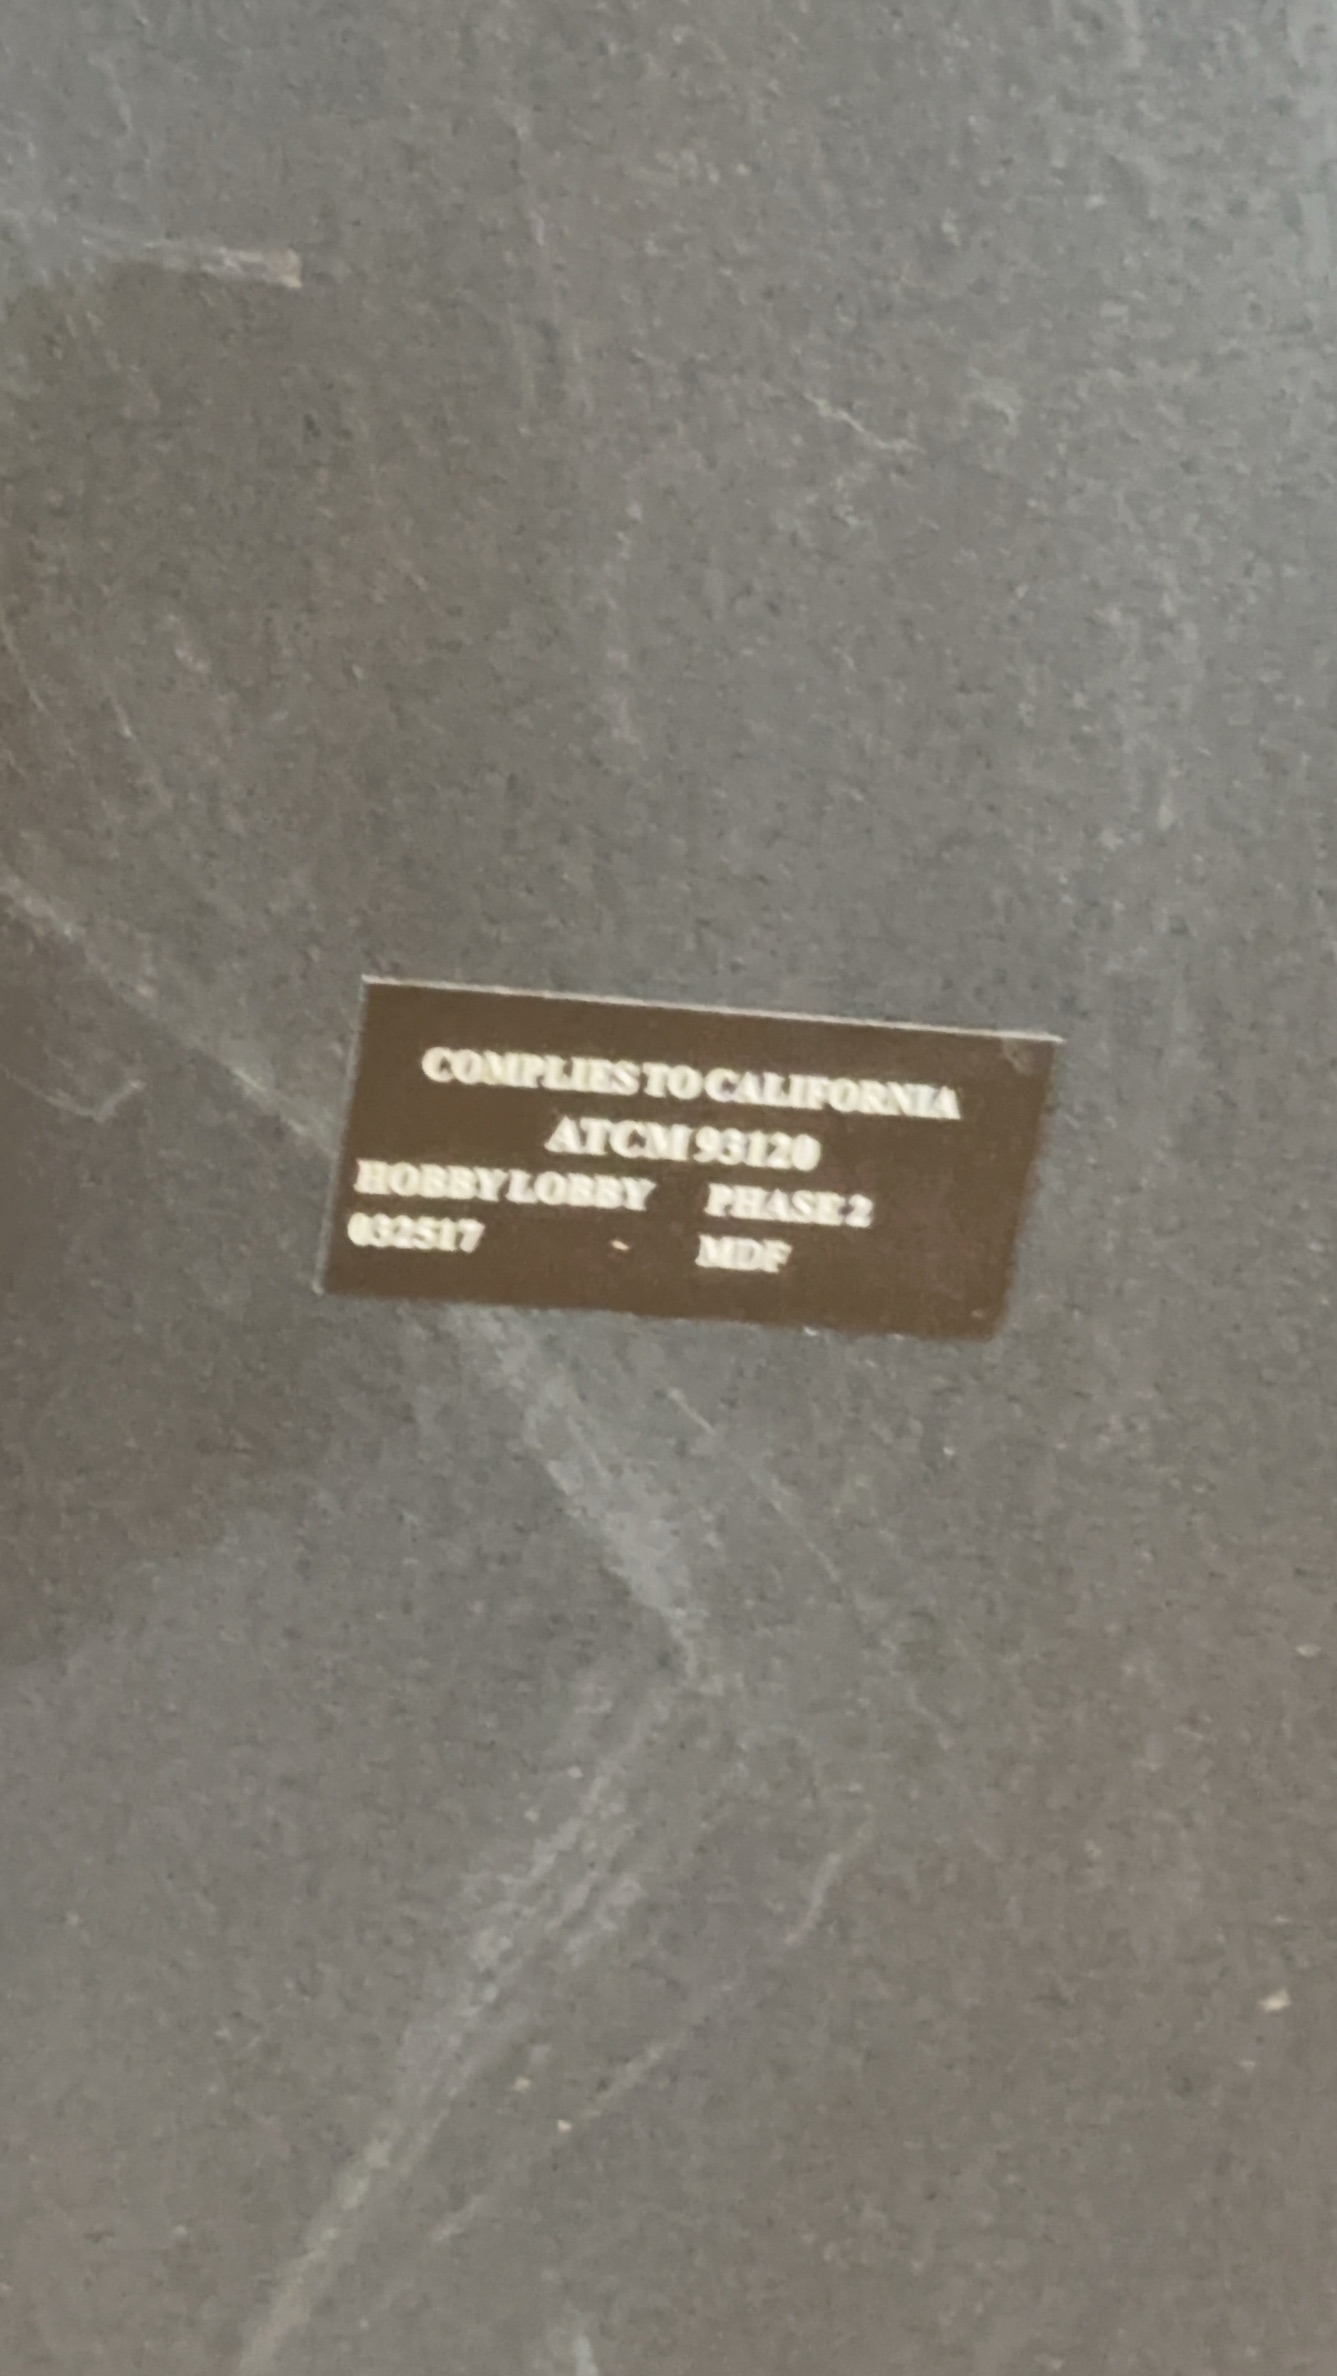 COMPLIES TO CALIFORNIA
ATCM 93120
HOBBY LOBBY PHASE 2
032517 - MDF